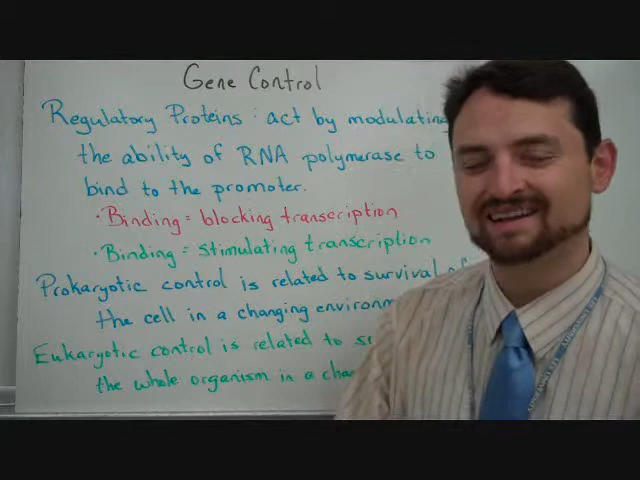 Gene Control
Regulatory Proteins: act by modulating
the ability of RNA polymerase to
bind to the promoter.
• Binding = blocking transcription
• Binding = stimulating transcription
Prokaryotic control is related to survival of
the cell in a changing
Eukaryotic control is related to
the whole organism in a